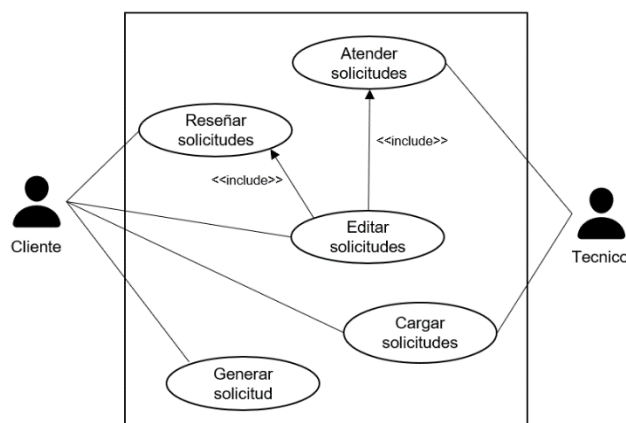 Atender
solicitudes
Reseñar
solicitudes
<<include>>
<<include>>
Cliente
Editar
solicitudes
Tecnico
Cargar
solicitudes
Generar
solicitud